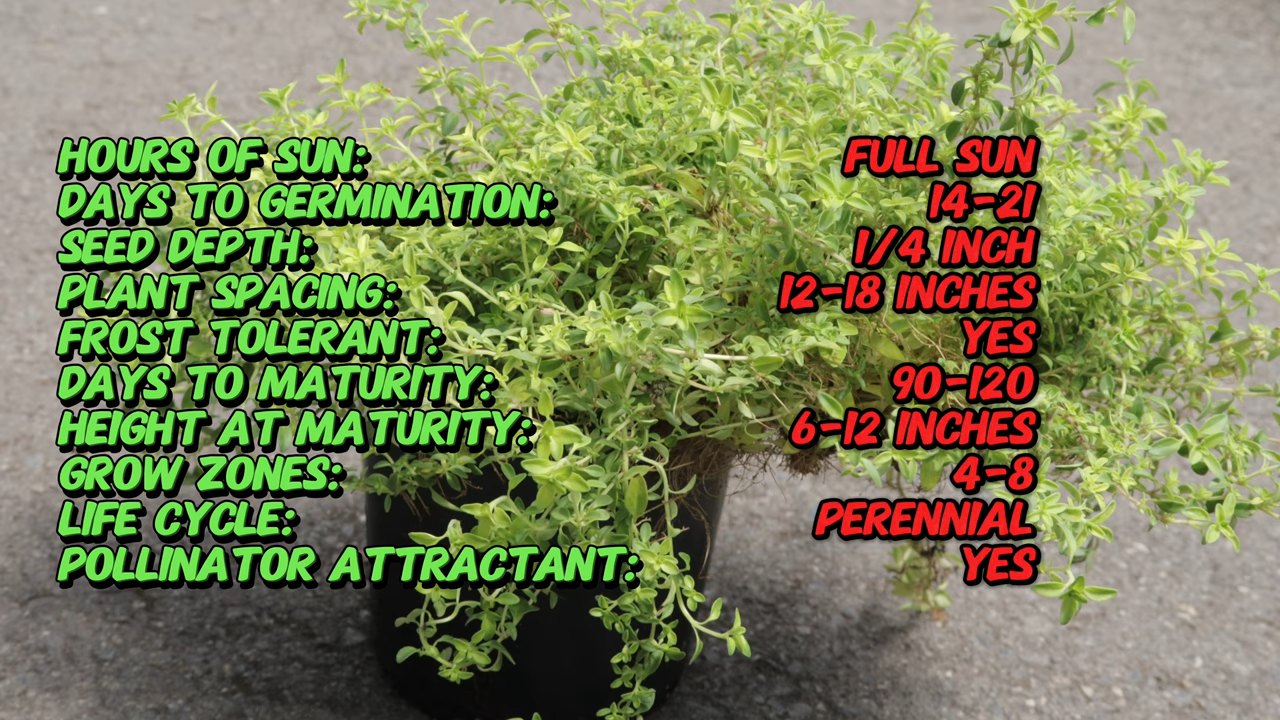 HOURS OF SUN: FULL SUN
DAYS TO GERMINATION: 14-21
SEED DEPTH: 1/4 INCH
PLANT SPACING: 12-18 INCHES
FROST TOLERANT: YES
DAYS TO MATURITY: 90-120
HEIGHT AT MATURITY: 6-12 INCHES
GROW ZONES: 4-8
LIFE CYCLE: PERENNIAL
POLLINATOR ATTRACTANT: YES